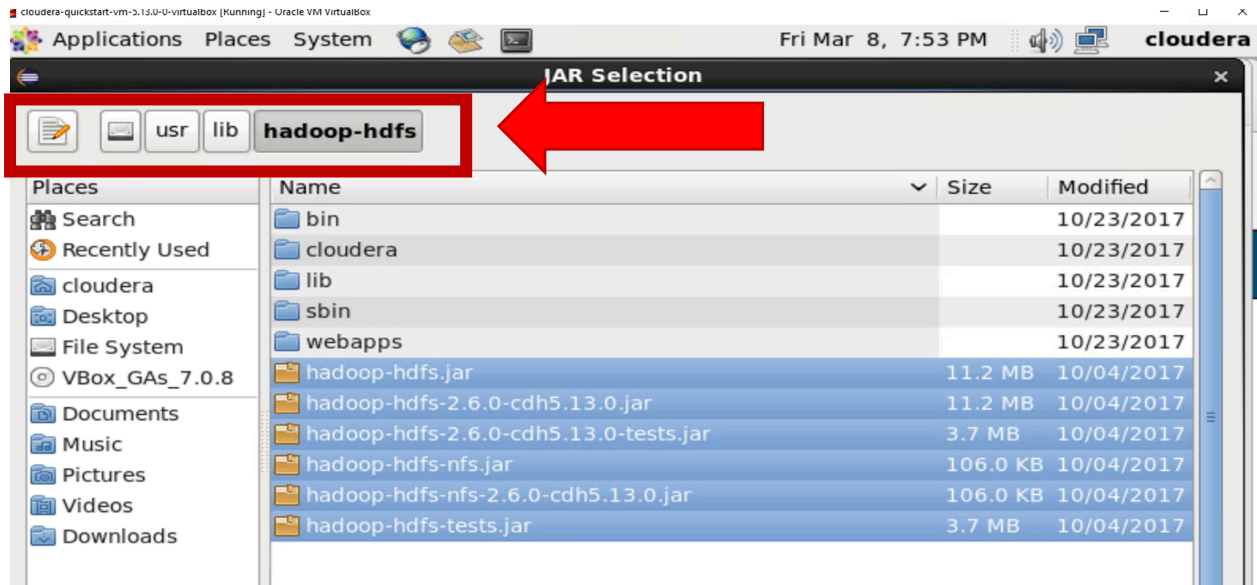 cloudera-quickstart-vm-5.13.0-0-virtualbox [Running] - Oracle VM VirtualBox
Applications Places System Fri Mar 8, 7:53 PM cloudera
JAR Selection
usr lib hadoop-hdfs
Places Name Size Modified
Search bin 10/23/2017
Recently Used cloudera 10/23/2017
cloudera lib 10/23/2017
Desktop sbin 10/23/2017
File System webapps 10/23/2017
VBox_GAs_7.0.8 hadoop-hdfs.jar 11.2 MB 10/04/2017
Documents hadoop-hdfs-2.6.0-cdh5.13.0.jar 11.2 MB 10/04/2017
Music hadoop-hdfs-2.6.0-cdh5.13.0-tests.jar 3.7 MB 10/04/2017
Pictures hadoop-hdfs-nfs.jar 106.0 KB 10/04/2017
Videos hadoop-hdfs-nfs-2.6.0-cdh5.13.0.jar 106.0 KB 10/04/2017
Downloads hadoop-hdfs-tests.jar 3.7 MB 10/04/2017